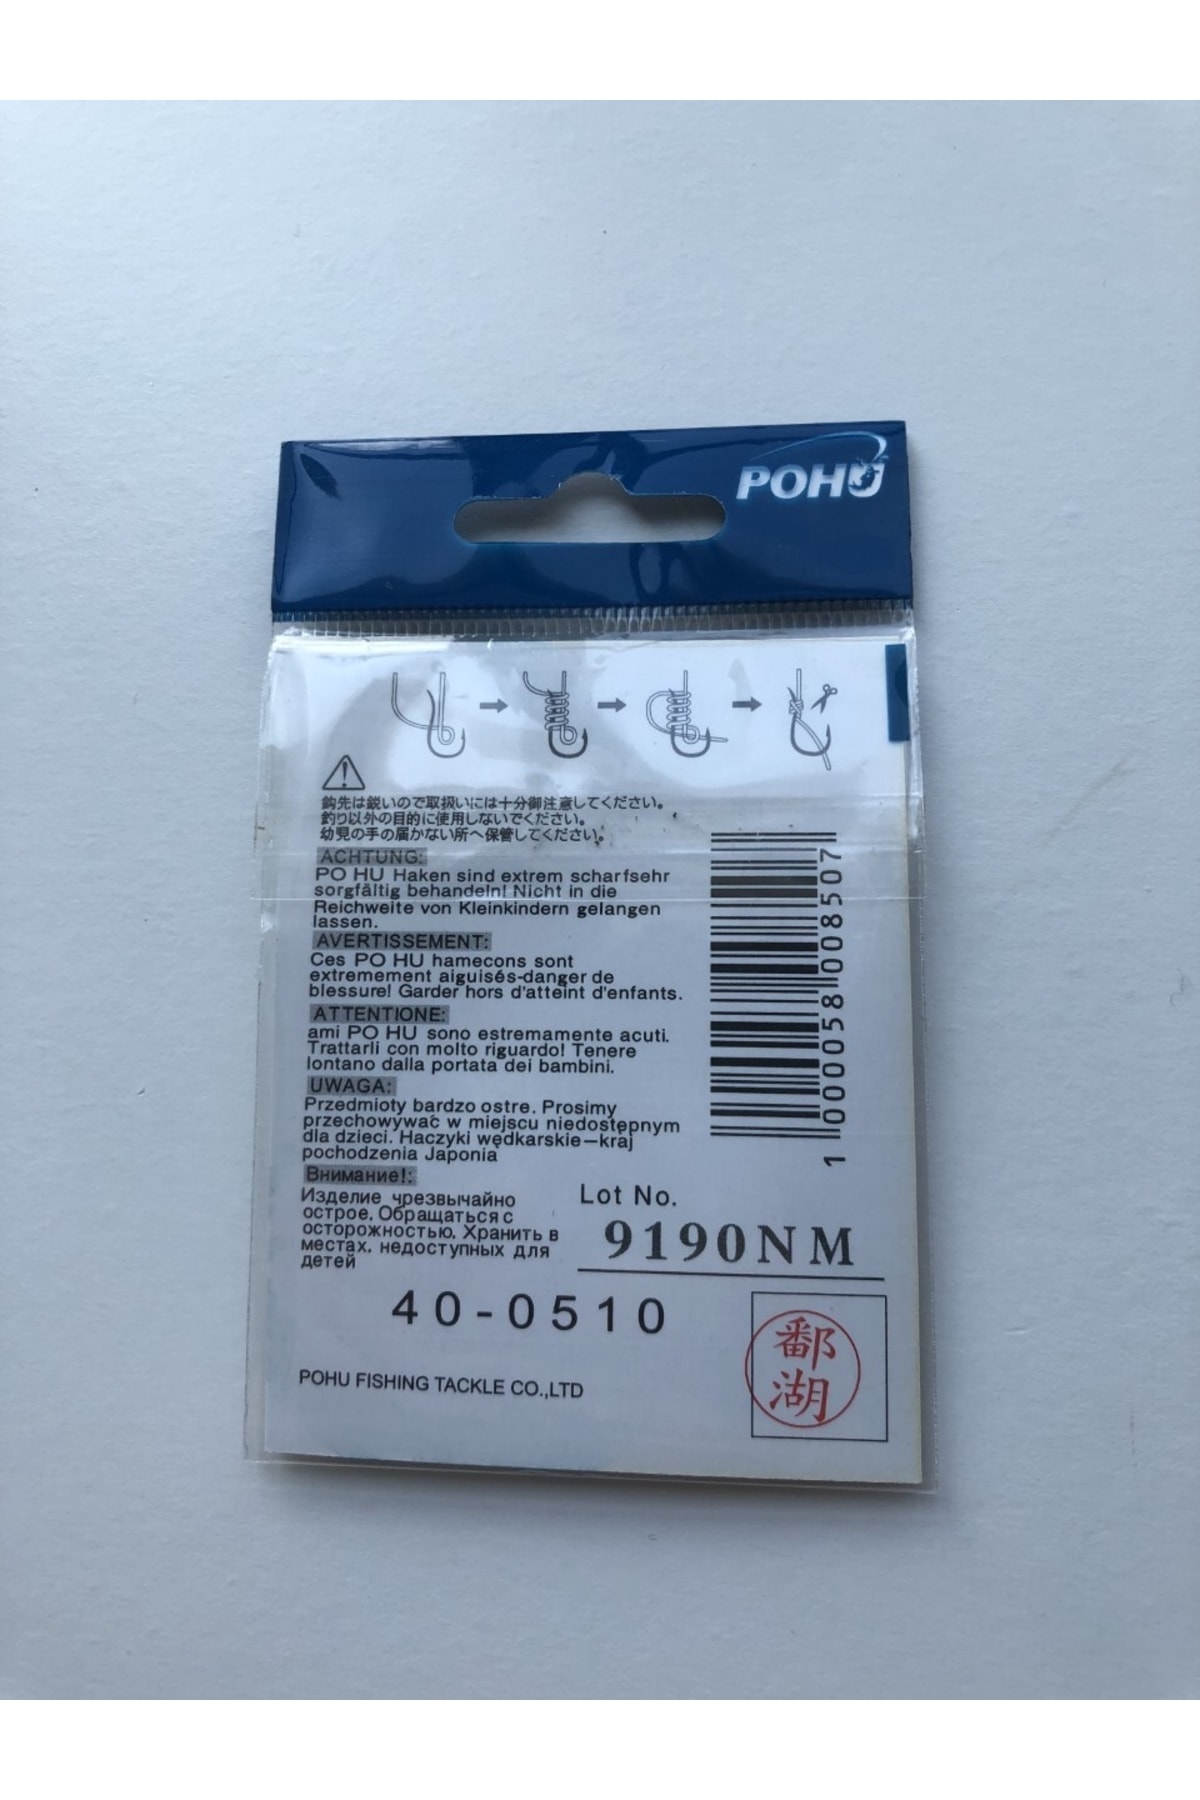 POHU
鈎先は鋭いので取扱いには十分御注意してください。
釣り以外の目的に使用しないでください。
幼児の手の届かない所へ保管してください。
ACHTUNG:
PO HU Haken sind extrem scharfsehr
sorgfältig behandeln! Nicht in die
Reichweite von Kleinkindern gelangen
lassen.
AVERTISSEMENT:
Ces PO HU hamecons sont
extremement aiguisés-danger de
blessure! Garder hors d'atteint d'enfants.
ATTENTIONE:
ami PO HU sono estremamente acuti.
Trattarli con molto riguardo! Tenere
lontano dalla portata dei bambini.
UWAGA:
Przedmioty bardzo ostre. Prosimy
przechowywać w miejscu niedostępnym
dla dzieci. Haczyki wędkarskie—kraj
pochodzenia Japonia
Внимание!:
Изделие чрезвычайно
острое. Обращаться с
осторожностью. Хранить в
местах. недоступных для
детей
1000058008507
Lot No.
9190NM
40-0510
POHU FISHING TACKLE CO.,LTD
鄱
湖